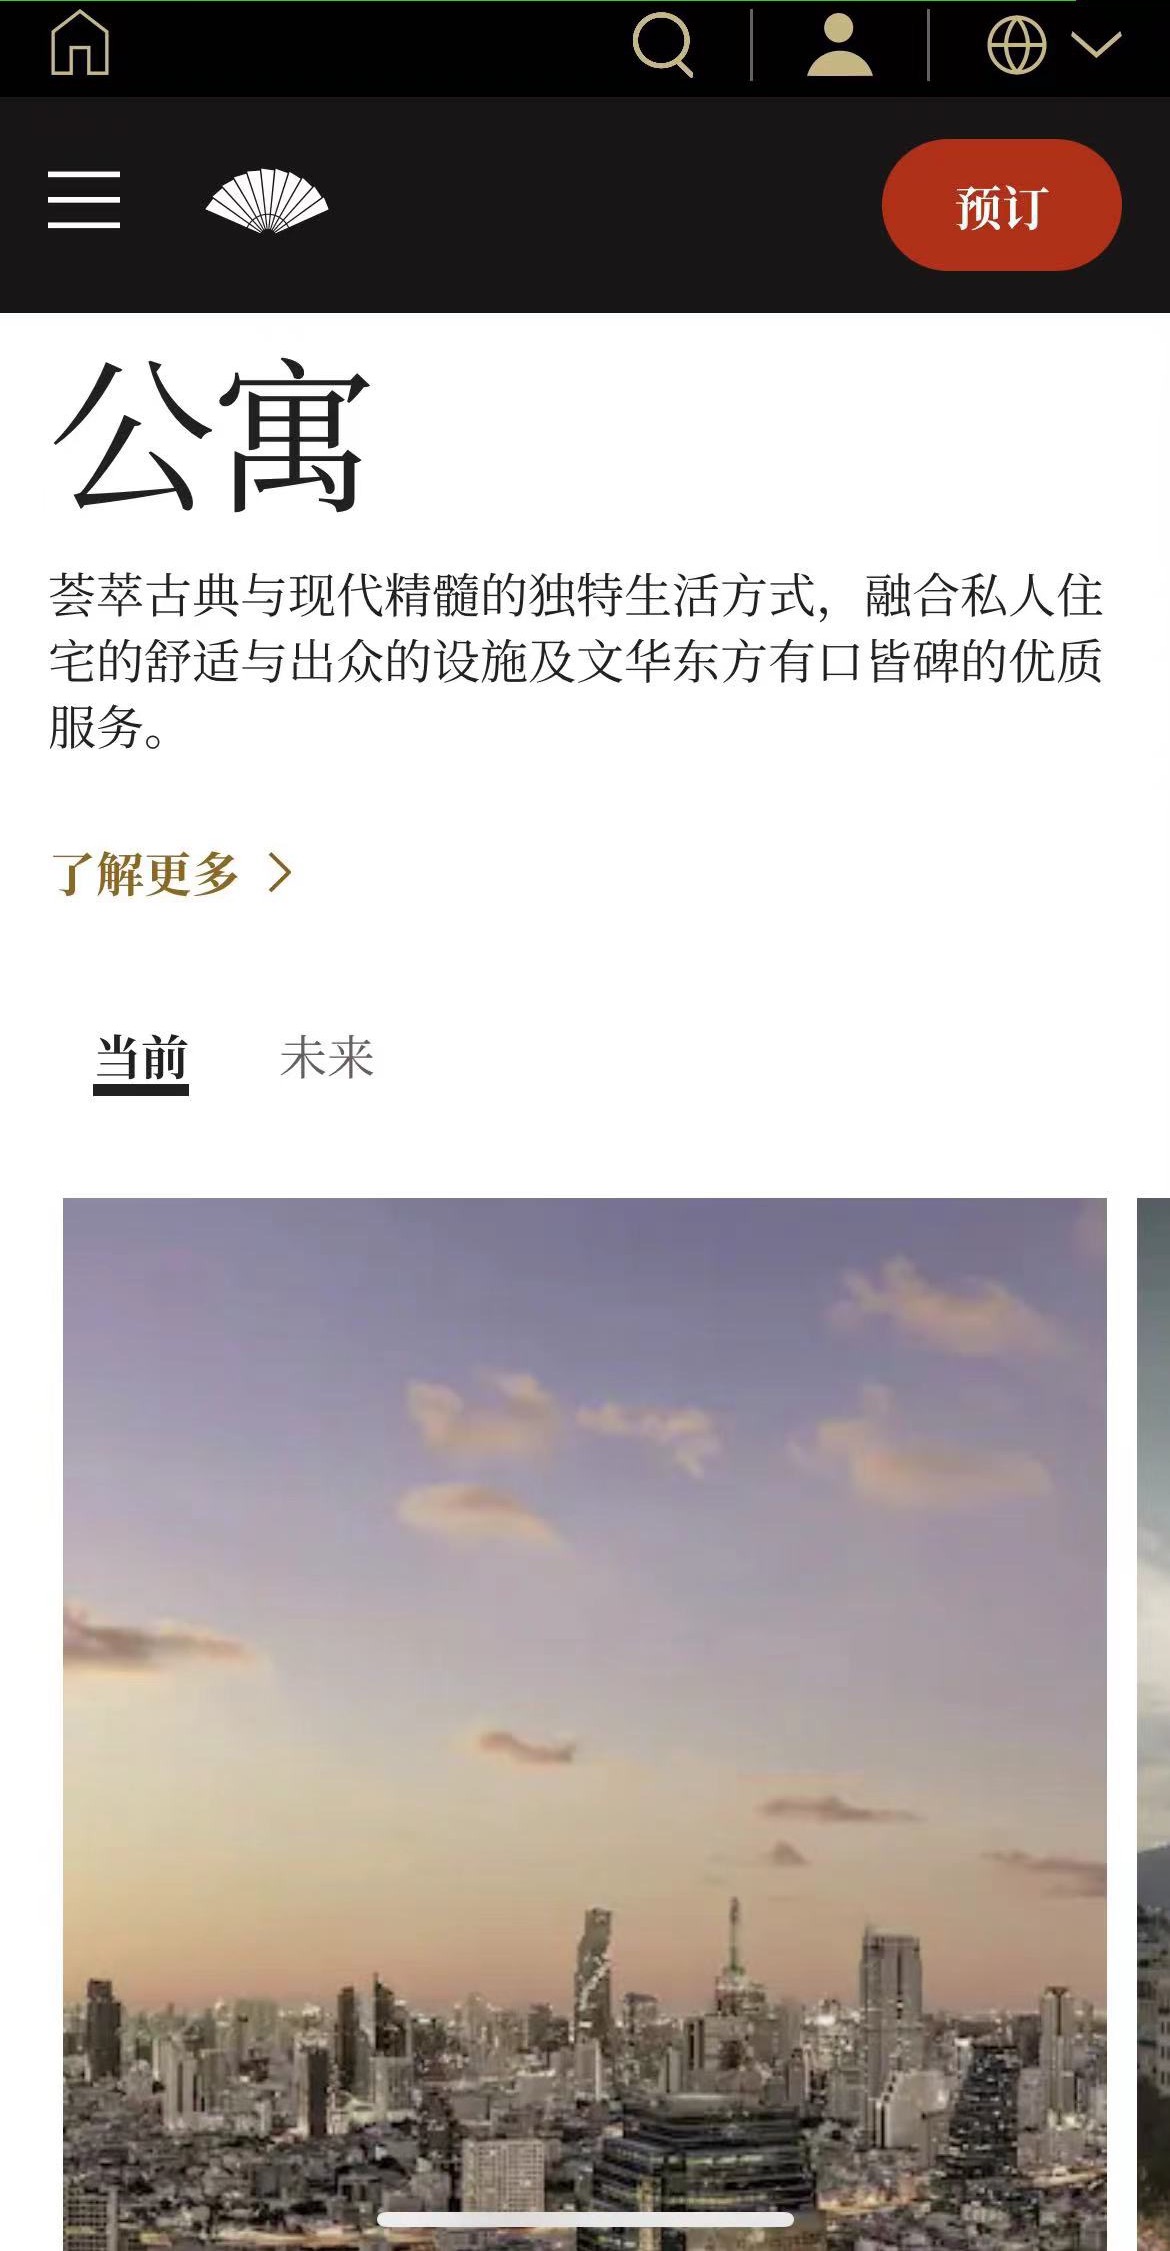 预订
公寓
荟萃古典与现代精髓的独特生活方式，融合私人住
宅的舒适与出众的设施及文华东方有口皆碑的优质
服务。
了解更多
当前 未来